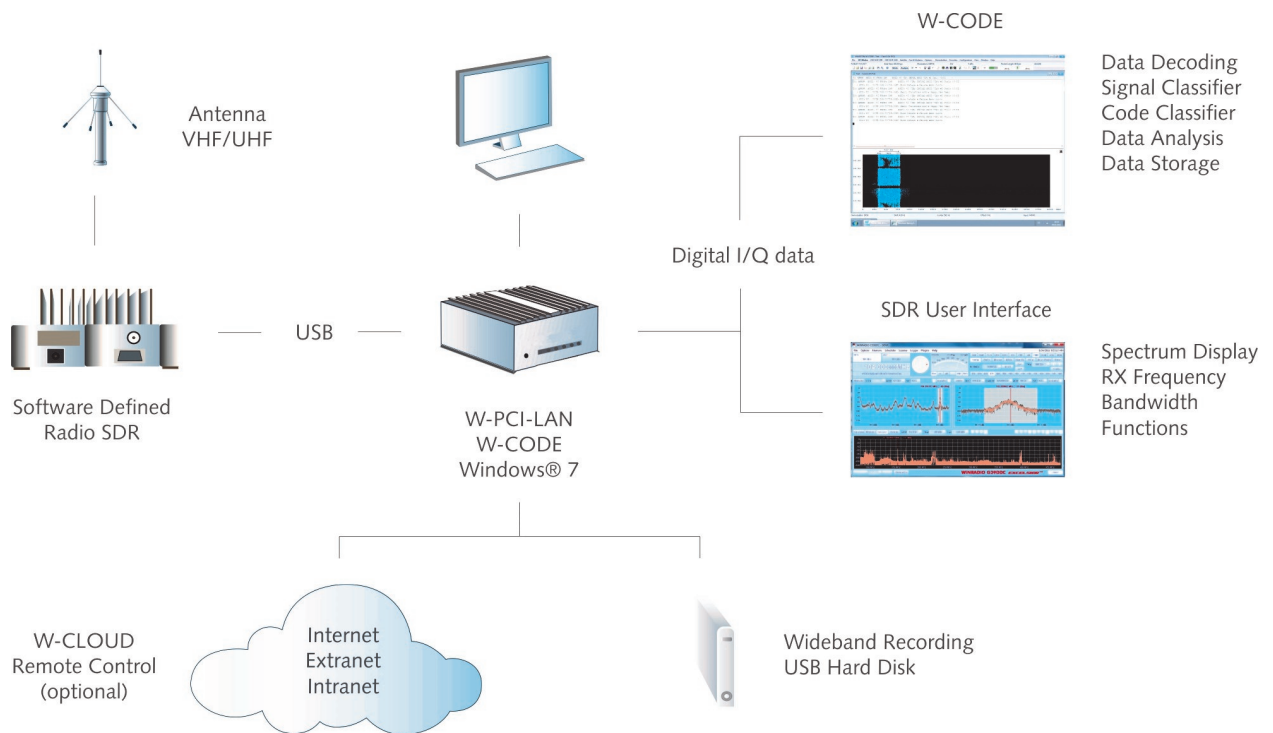 W-CODE
Antenna
VHF/UHF
Data Decoding
Signal Classifier
Code Classifier
Data Analysis
Data Storage
Digital I/Q data
USB
SDR User Interface
Spectrum Display
RX Frequency
Bandwidth
Functions
Software Defined
Radio SDR
W-PCI-LAN
W-CODE
Windows® 7
W-CLOUD
Remote Control
(optional)
Internet
Extranet
Intranet
Wideband Recording
USB Hard Disk